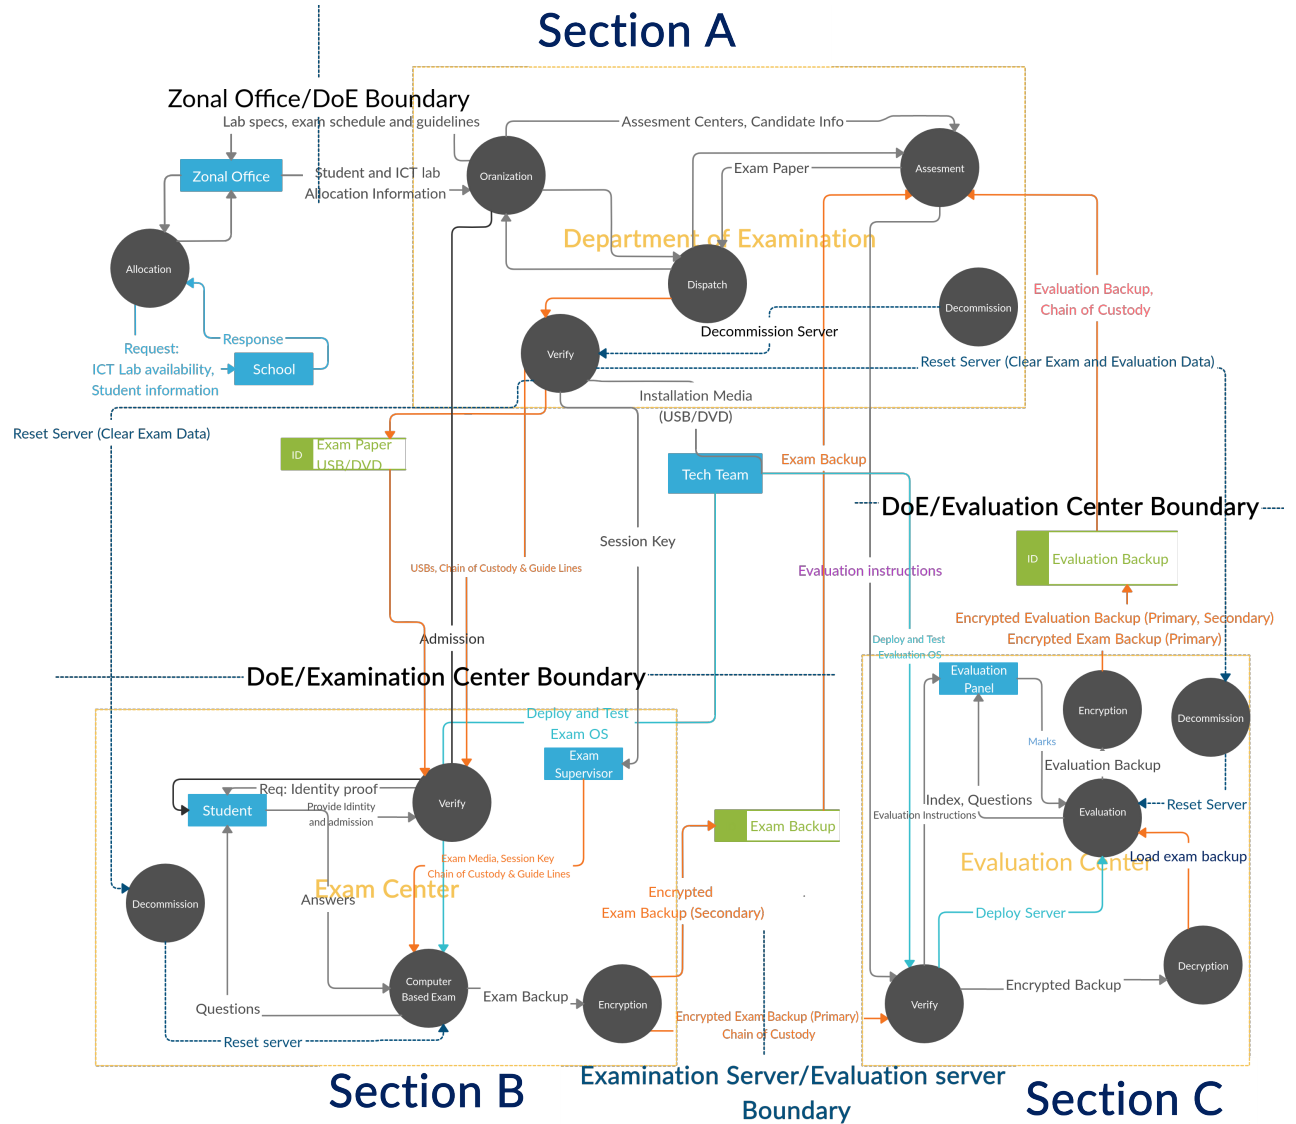 Section A
Zonal Office/DoE Boundary
Lab specs, exam schedule and guidelines
Assesment Centers, Candidate Info
Zonal Office
Student and ICT lab
Allocation Information
Oranization
Exam Paper
Assesment
Department of Examination
Allocation
Dispatch
Evaluation Backup,
Chain of Custody
Decommission
Decommission Server
Response
Request:
ICT Lab availability,
Student information
School
Verify
Reset Server (Clear Exam and Evaluation Data)
Installation Media
(USB/DVD)
Reset Server (Clear Exam Data)
ID
Exam Paper
USB/DVD
Tech Team
Exam Backup
DoE/Evaluation Center Boundary
Session Key
ID
Evaluation Backup
USBs, Chain of Custody & Guide Lines
Evaluation instructions
Encrypted Evaluation Backup (Primary, Secondary)
Encrypted Exam Backup (Primary)
Admission
Deploy and Test
Evaluation OS
DoE/Examination Center Boundary
Evaluation
Panel
Encryption
Decommission
Deploy and Test
Exam OS
Marks
Exam
Supervisor
Evaluation Backup
Req: Identity proof
Student
Provide Idintity
and admission
Verify
Index, Questions
Evaluation Instructions
Evaluation
Reset Server
Exam Backup
Exam Media, Session Key
Chain of Custody & Guide Lines
Evaluation Center
Load exam backup
Exam Center
Answers
Decommission
Encrypted
Exam Backup (Secondary)
.
Deploy Server
Decryption
Computer
Based Exam
Exam Backup
Encryption
Verify
Encrypted Backup
Questions
Encrypted Exam Backup (Primary)
Chain of Custody
Reset server
Section B
Examination Server/Evaluation server
Boundary
Section C